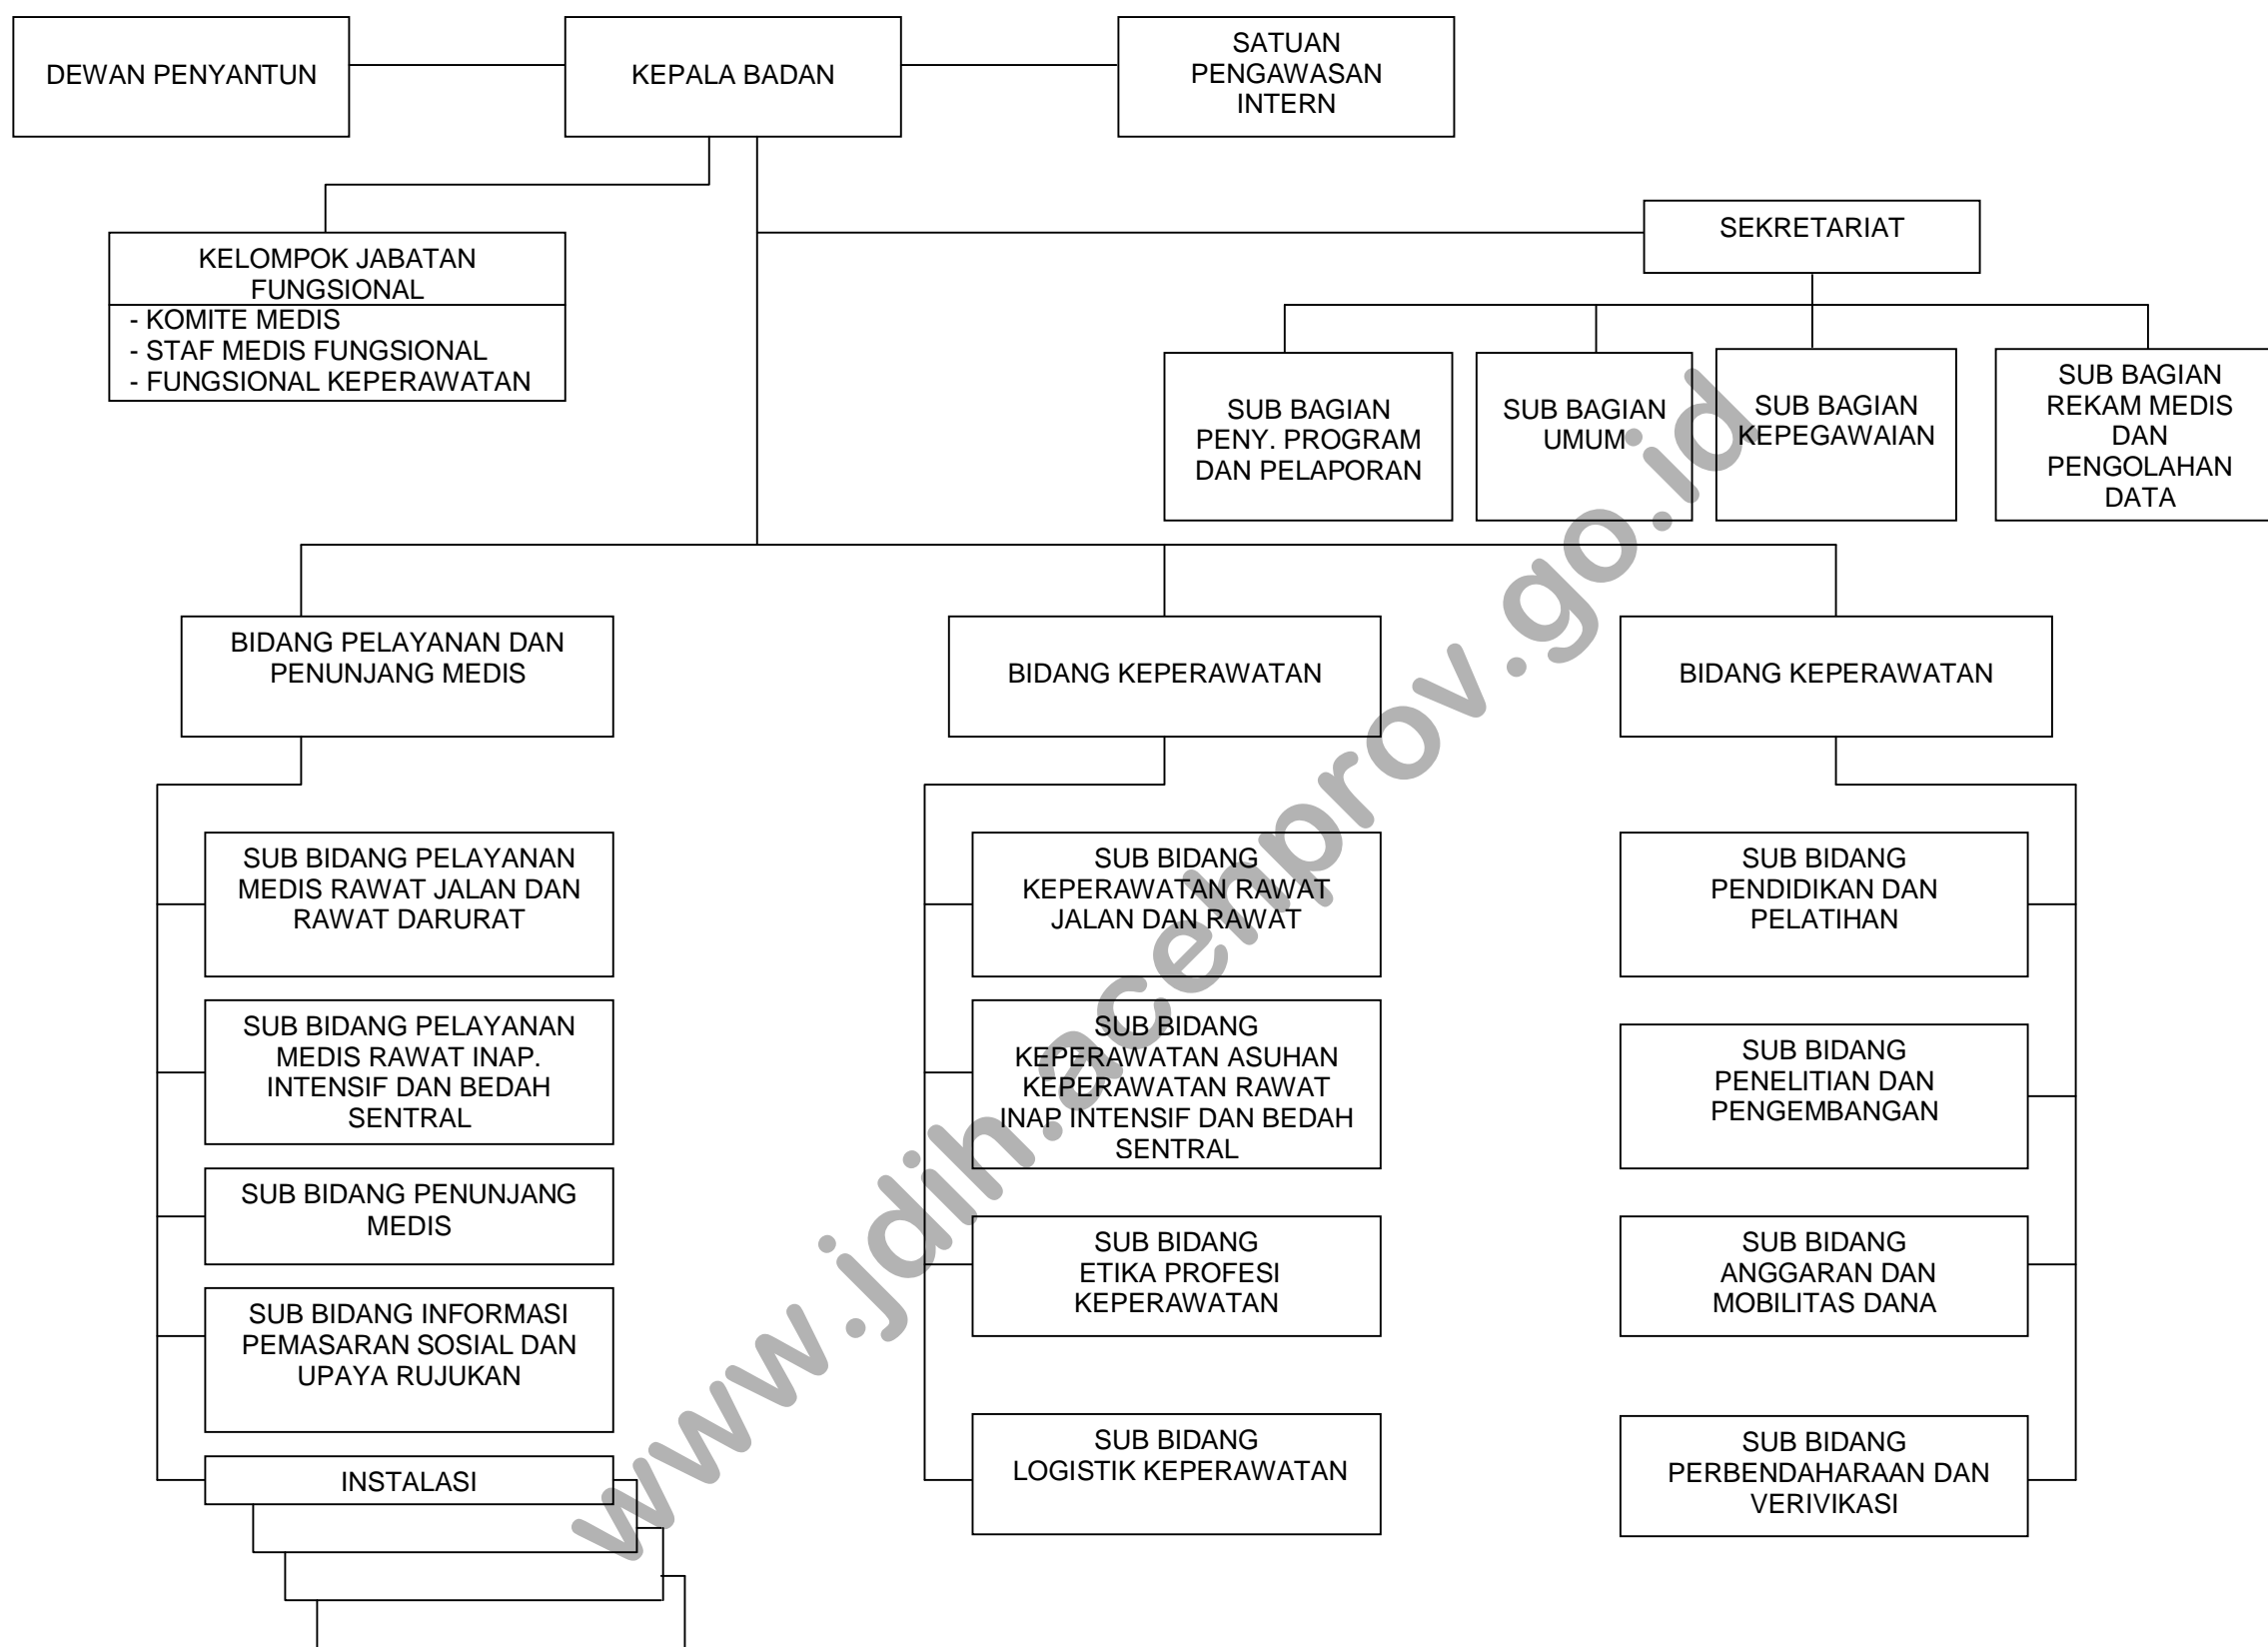 DEWAN PENYANTUN
KEPALA BADAN
SATUAN
PENGAWASAN
INTERN
SEKRETARIAT
KELOMPOK JABATAN
FUNGSIONAL
- KOMITE MEDIS
- STAF MEDIS FUNGSIONAL
- FUNGSIONAL KEPERAWATAN
SUB BAGIAN
PENY. PROGRAM
DAN PELAPORAN
SUB BAGIAN
UMUM
SUB BAGIAN
KEPEGAWAIAN
SUB BAGIAN
REKAM MEDIS
DAN
PENGOLAHAN
DATA
BIDANG PELAYANAN DAN
PENUNJANG MEDIS
BIDANG KEPERAWATAN
BIDANG KEPERAWATAN
SUB BIDANG PELAYANAN
MEDIS RAWAT JALAN DAN
RAWAT DARURAT
SUB BIDANG PELAYANAN
MEDIS RAWAT INAP.
INTENSIF DAN BEDAH
SENTRAL
SUB BIDANG PENUNJANG
MEDIS
SUB BIDANG INFORMASI
PEMASARAN SOSIAL DAN
UPAYA RUJUKAN
INSTALASI
SUB BIDANG
KEPERAWATAN RAWAT
JALAN DAN RAWAT
SUB BIDANG
KEPERAWATAN ASUHAN
KEPERAWATAN RAWAT
INAP INTENSIF DAN BEDAH
SENTRAL
SUB BIDANG
ETIKA PROFESI
KEPERAWATAN
SUB BIDANG
LOGISTIK KEPERAWATAN
SUB BIDANG
PENDIDIKAN DAN
PELATIHAN
SUB BIDANG
PENELITIAN DAN
PENGEMBANGAN
SUB BIDANG
ANGGARAN DAN
MOBILITAS DANA
SUB BIDANG
PERBENDAHARAAN DAN
VERIVIKASI
www.jdih.acehprov.go.id